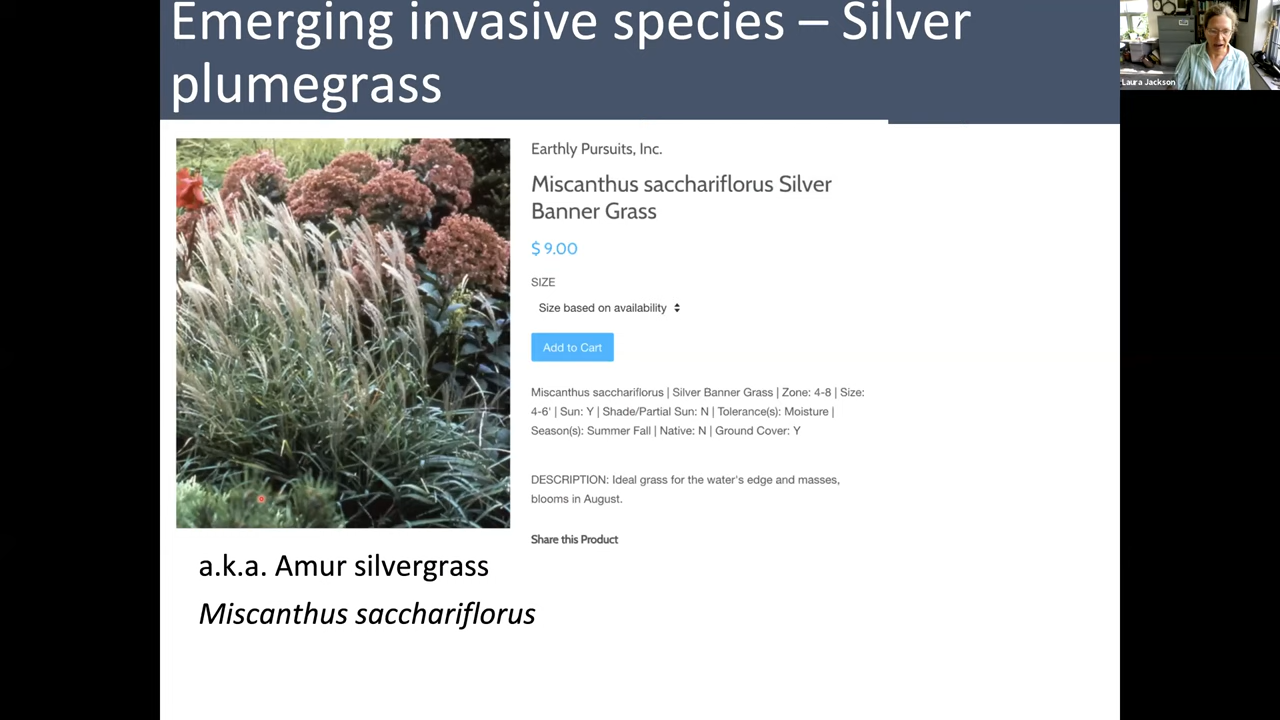 Emerging invasive species – Silver
plumegrass
Laura Jackson
Earthly Pursuits, Inc.
Miscanthus sacchariflorus Silver
Banner Grass
$ 9.00
SIZE
Size based on availability
Add to Cart
Miscanthus sacchariflorus | Silver Banner Grass | Zone: 4-8 | Size:
4-6' | Sun: Y | Shade/Partial Sun: N | Tolerance(s): Moisture |
Season(s): Summer Fall | Native: N | Ground Cover: Y
DESCRIPTION: Ideal grass for the water's edge and masses,
blooms in August.
Share this Product
a.k.a. Amur silvergrass
Miscanthus sacchariflorus